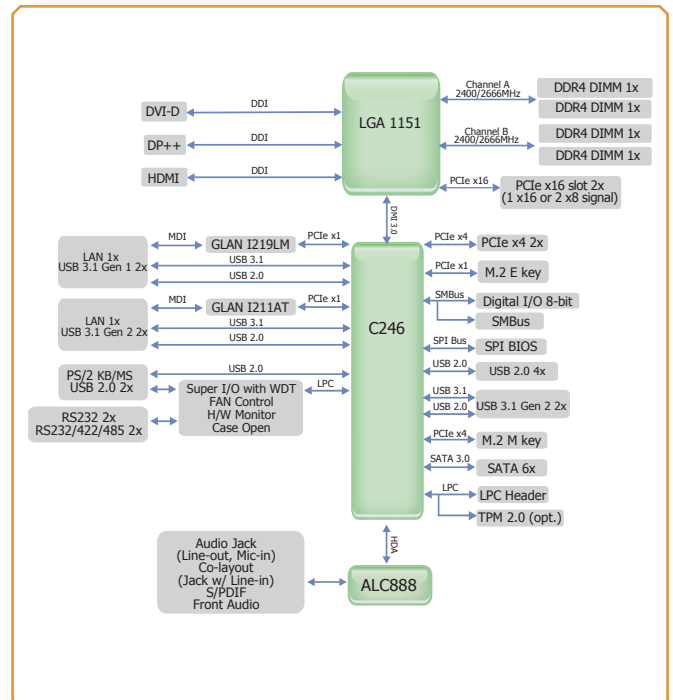 DVI-D
DDI
DP++
DDI
HDMI
DDI
LGA 1151
Channel A
2400/2666MHz
DDR4 DIMM 1x
DDR4 DIMM 1x
Channel B
2400/2666MHz
DDR4 DIMM 1x
DDR4 DIMM 1x
PCIe x16
PCIe x16 slot 2x
(1 x16 or 2 x8 signal)
DMI 3.0
LAN 1x
USB 3.1 Gen 1 2x
MDI
GLAN I219LM
PCIe x1
USB 3.1
USB 2.0
LAN 1x
USB 3.1 Gen 2 2x
MDI
GLAN I211AT
PCIe x1
USB 3.1
USB 2.0
PS/2 KB/MS
USB 2.0 2x
USB 2.0
Super I/O with WDT
FAN Control
H/W Monitor
Case Open
LPC
RS232 2x
RS232/422/485 2x
C246
PCIe x4
PCIe x4 2x
PCIe x1
M.2 E key
SMBus
Digital I/O 8-bit
SMBus
SPI Bus
SPI BIOS
USB 2.0
USB 2.0 4x
USB 3.1
USB 2.0
USB 3.1 Gen 2 2x
PCIe x4
M.2 M key
SATA 3.0
SATA 6x
LPC
LPC Header
TPM 2.0 (opt.)
HDA
Audio Jack
(Line-out, Mic-in)
Co-layout
(Jack w/ Line-in)
S/PDIF
Front Audio
ALC888